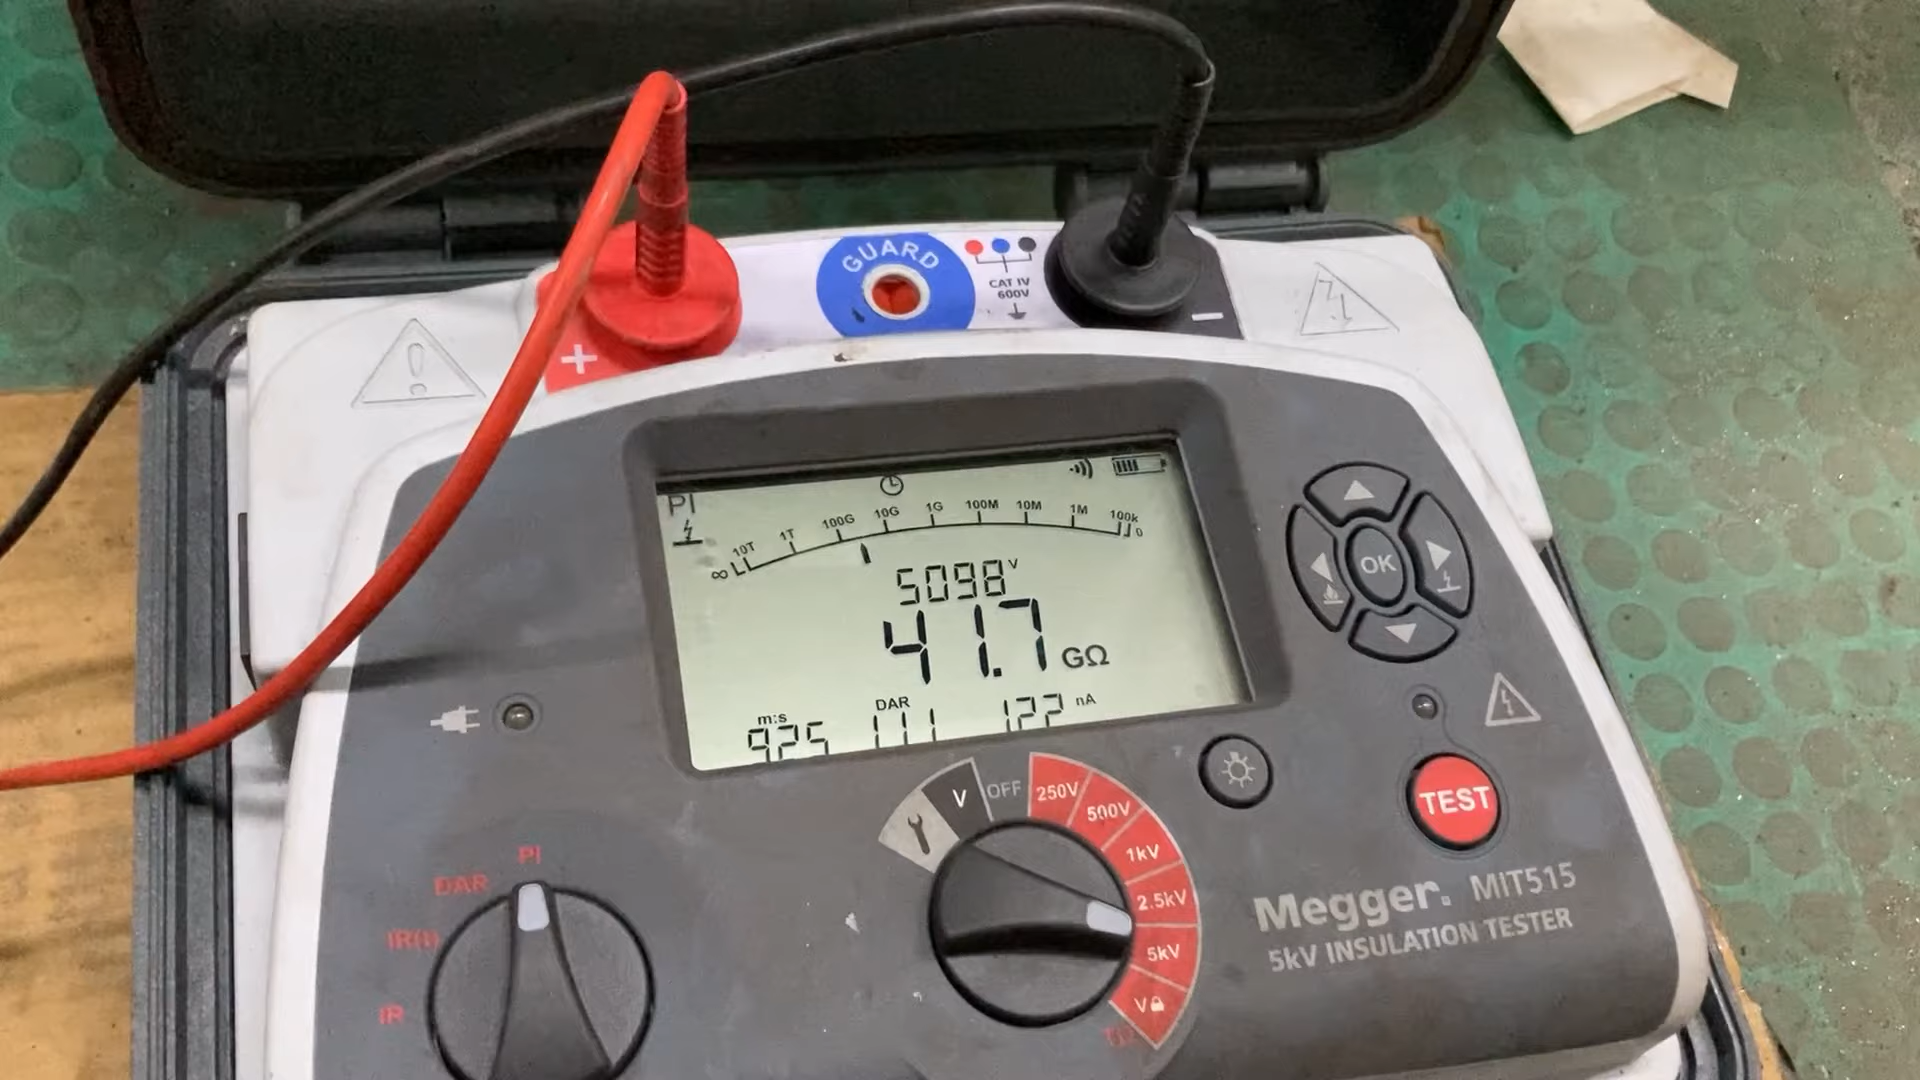 GUARD
CAT IV
600V
+
−
PI
∞ 10T 1T 100G 10G 1G 100M 10M 1M 100k 0
5098 V
41.7 GΩ
m:s DAR
925 1.11 122 nA
OK
TEST
V OFF 250V
500V
1kV
2.5kV
5kV
V
PI
DAR
IR(t)
IR
Megger. MIT515
5kV INSULATION TESTER